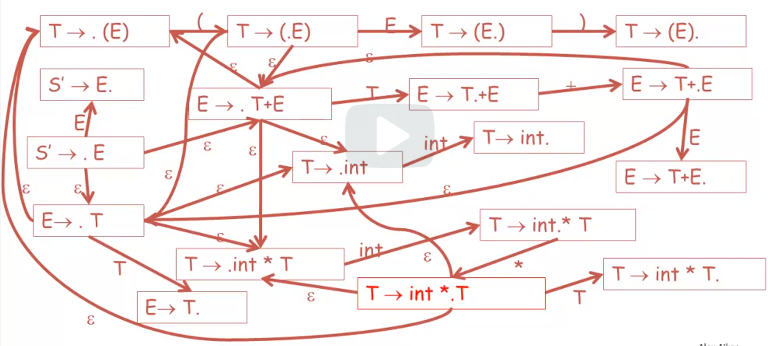 T → . (E)
(
T → (.E)
E
T → (E.)
)
T → (E).
ε
ε
ε
S' → E.
E → . T+E
T
E → T.+E
+
E → T+.E
E
S' → . E
ε
ε
ε
T → .int
int
T → int.
E
E → T+E.
ε
ε
ε
ε
ε
E → . T
ε
T → .int * T
int
T → int.* T
T
ε
*
E → T.
ε
T → int *.T
T
T → int * T.
ε